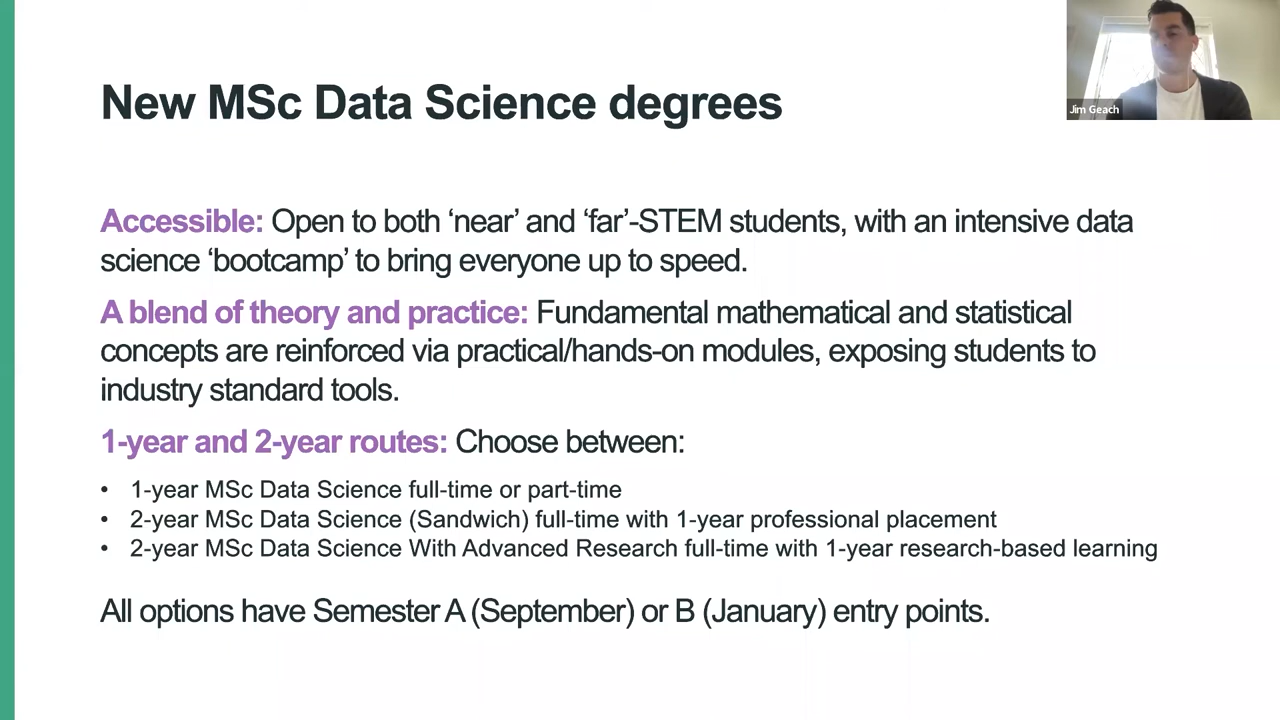 New MSc Data Science degrees
Jim Geach
Accessible: Open to both ‘near’ and ‘far’-STEM students, with an intensive data
science ‘bootcamp’ to bring everyone up to speed.
A blend of theory and practice: Fundamental mathematical and statistical
concepts are reinforced via practical/hands-on modules, exposing students to
industry standard tools.
1-year and 2-year routes: Choose between:
• 1-year MSc Data Science full-time or part-time
• 2-year MSc Data Science (Sandwich) full-time with 1-year professional placement
• 2-year MSc Data Science With Advanced Research full-time with 1-year research-based learning
All options have Semester A (September) or B (January) entry points.